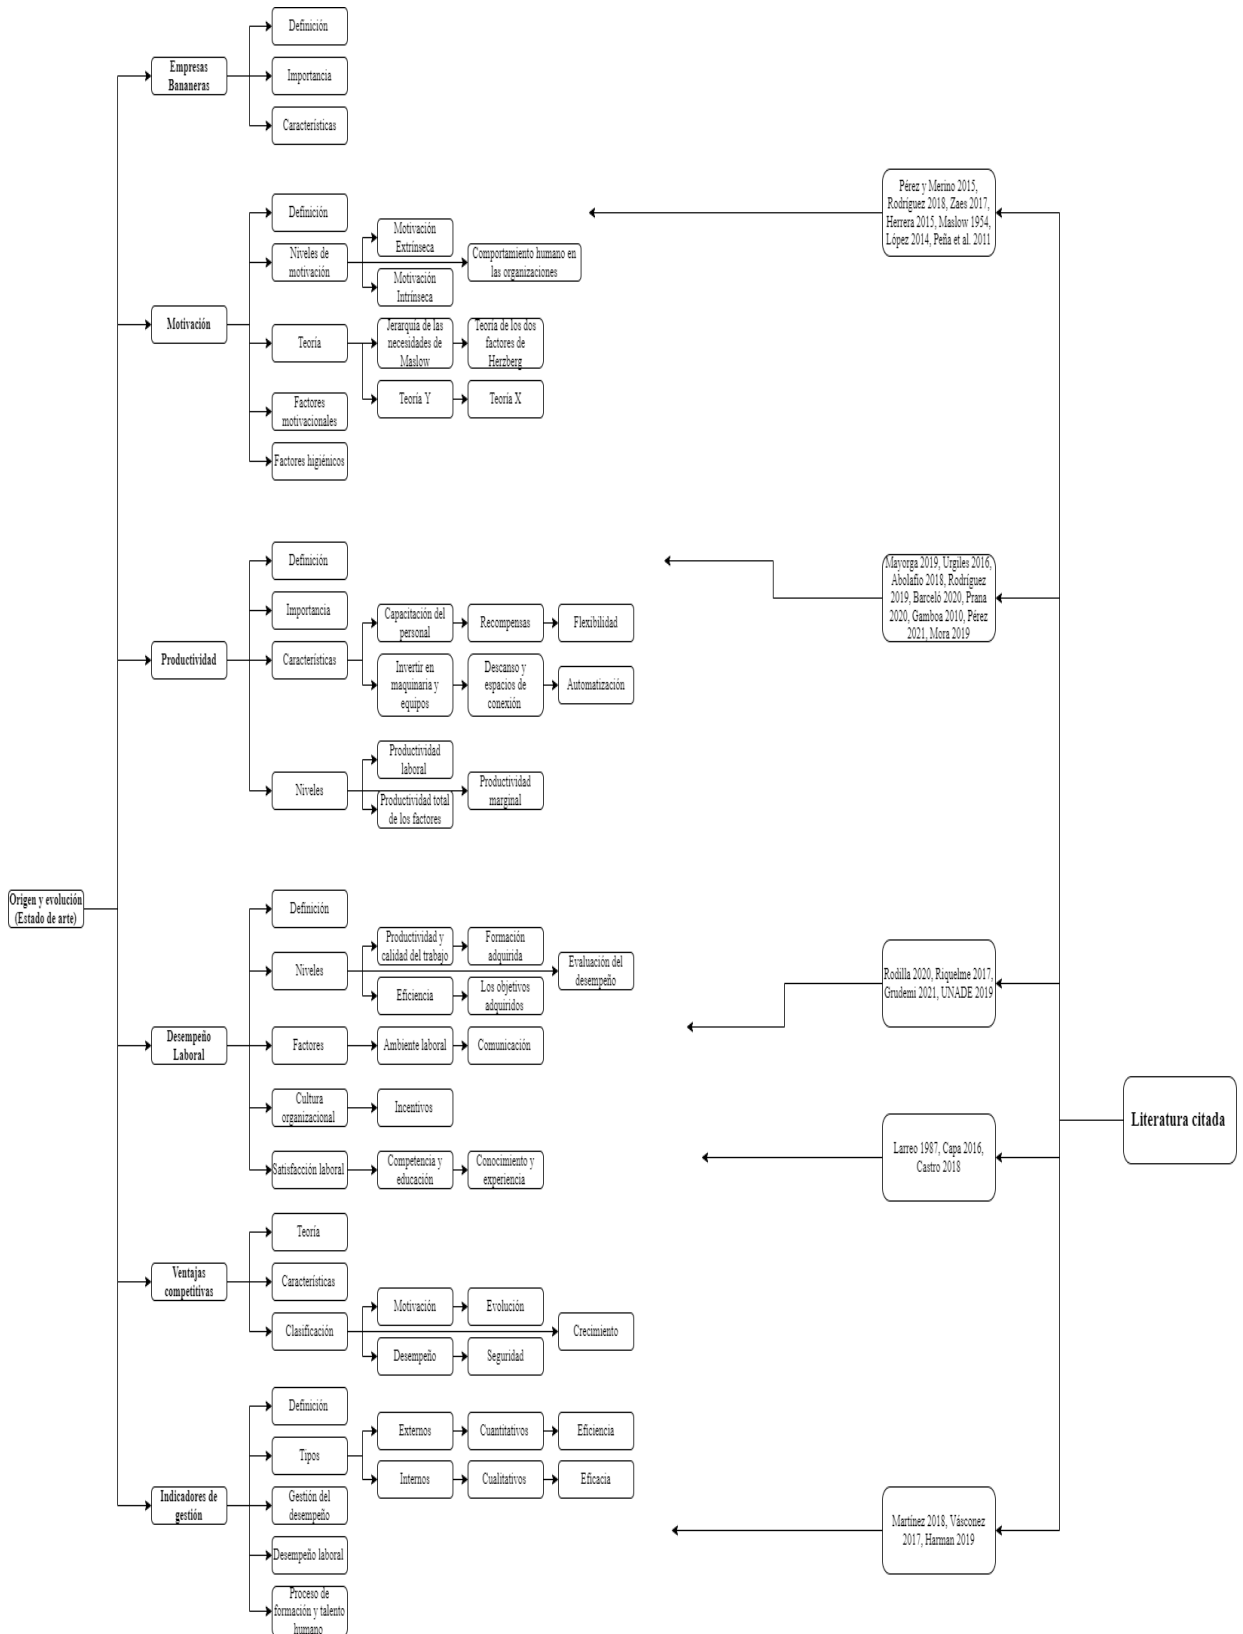 Origen y evolución
(Estado de arte)
Empresas
Bananeras
Definición
Importancia
Características
Motivación
Definición
Niveles de
motivación
Motivación
Extrínseca
Motivación
Intrínseca
Comportamiento humano en
las organizaciones
Teoría
Jerarquía de las
necesidades de
Maslow
Teoría de los dos
factores de
Herzberg
Teoría Y
Teoría X
Factores
motivacionales
Factores higiénicos
Productividad
Definición
Importancia
Características
Capacitación del
personal
Recompensas
Flexibilidad
Invertir en
maquinaria y
equipos
Descanso y
espacios de
conexión
Automatización
Niveles
Productividad
laboral
Productividad total
de los factores
Productividad
marginal
Desempeño
Laboral
Definición
Niveles
Productividad y
calidad del trabajo
Formación
adquirida
Eficiencia
Los objetivos
adquiridos
Evaluación del
desempeño
Factores
Ambiente laboral
Comunicación
Cultura
organizacional
Incentivos
Satisfacción laboral
Competencia y
educación
Conocimiento y
experiencia
Ventajas
competitivas
Teoría
Características
Clasificación
Motivación
Evolución
Desempeño
Seguridad
Crecimiento
Indicadores de
gestión
Definición
Tipos
Externos
Cuantitativos
Eficiencia
Internos
Cualitativos
Eficacia
Gestión del
desempeño
Desempeño laboral
Proceso de
formación y talento
humano
Pérez y Merino 2015,
Rodríguez 2018, Zaes 2017,
Herrera 2015, Maslow 1954,
López 2014, Peña et al. 2011
Mayorga 2019, Urgiles 2016,
Abolafio 2018, Rodríguez
2019, Barceló 2020, Prana
2020, Gamboa 2010, Pérez
2021, Mora 2019
Rodilla 2020, Riquelme 2017,
Grudemi 2021, UNADE 2019
Larreo 1987, Capa 2016,
Castro 2018
Martínez 2018, Vásconez
2017, Harman 2019
Literatura citada